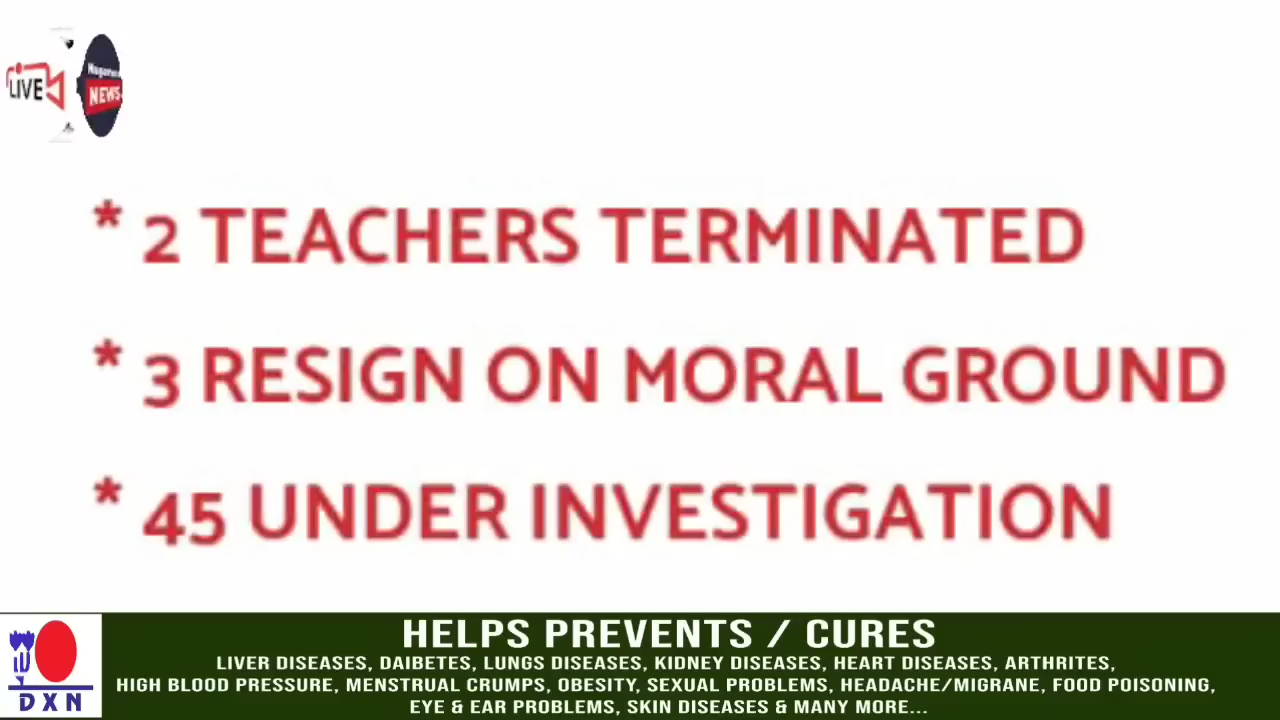 LIVE
NEWS
* 2 TEACHERS TERMINATED
* 3 RESIGN ON MORAL GROUND
* 45 UNDER INVESTIGATION
HELPS PREVENTS / CURES
LIVER DISEASES, DAIBETES, LUNGS DISEASES, KIDNEY DISEASES, HEART DISEASES, ARTHRITES,
HIGH BLOOD PRESSURE, MENSTRUAL CRUMPS, OBESITY, SEXUAL PROBLEMS, HEADACHE/MIGRANE, FOOD POISONING,
EYE & EAR PROBLEMS, SKIN DISEASES & MANY MORE...
DXN